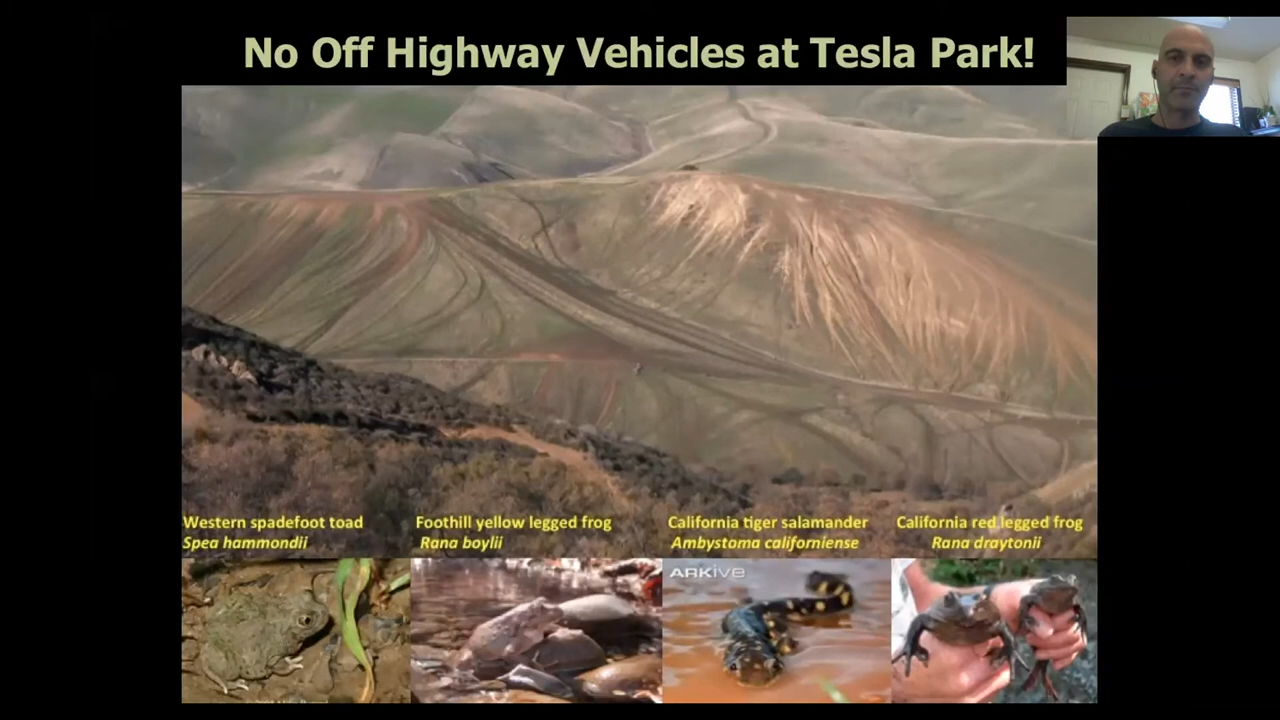 No Off Highway Vehicles at Tesla Park!
Western spadefoot toad
Spea hammondii
Foothill yellow legged frog
Rana boylii
California tiger salamander
Ambystoma californiense
California red legged frog
Rana draytonii
ARKive